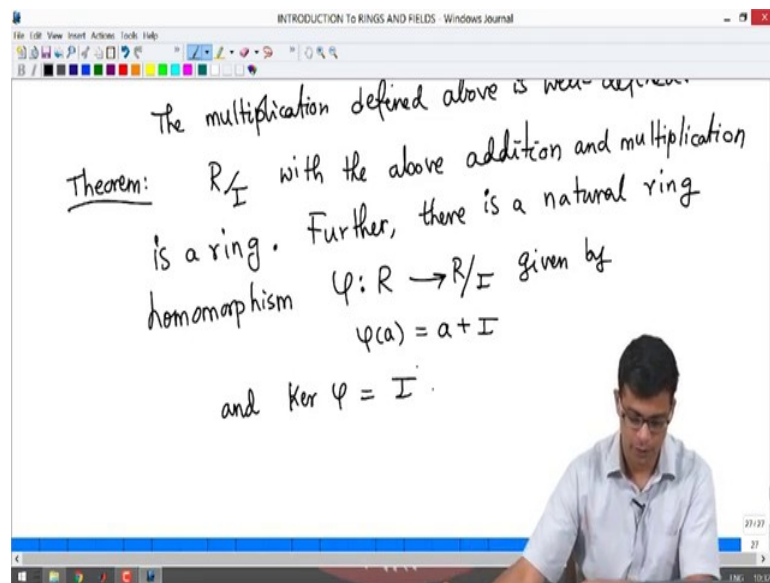 INTRODUCTION To RINGS AND FIELDS - Windows Journal
File Edit View Insert Actions Tools Help
B I
The multiplication defined above is well-defined.
Theorem: R/I with the above addition and multiplication
is a ring. Further, there is a natural ring
homomorphism φ: R → R/I given by
φ(a) = a + I
and Ker φ = I.
27/27
27